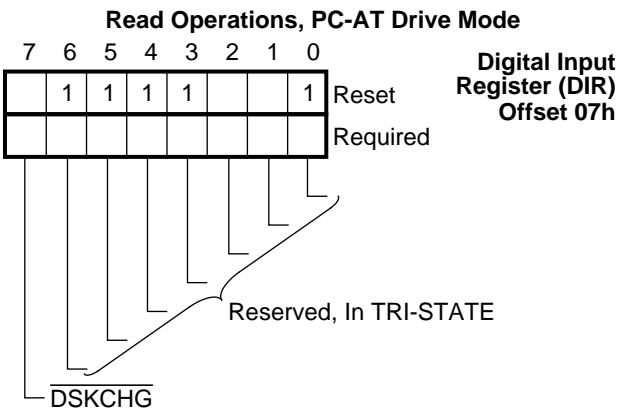 Read Operations, PC-AT Drive Mode
7 6 5 4 3 2 1 0
Digital Input
Register (DIR)
Offset 07h
1 1 1 1 1 Reset
Required
Reserved, In TRI-STATE
DSKCHG